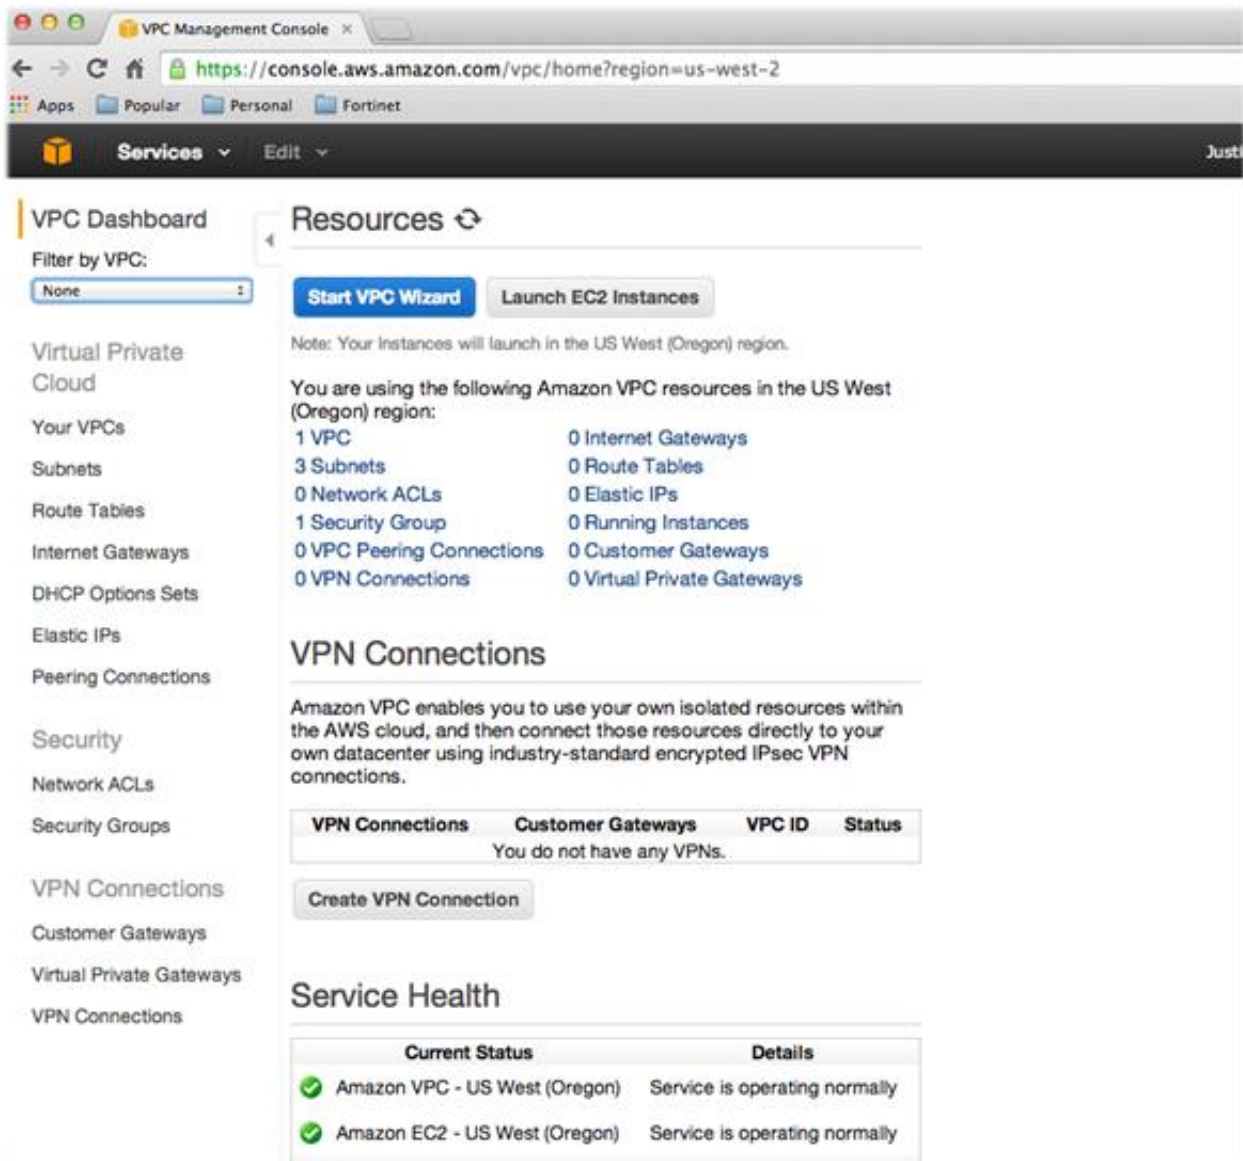 VPC Management Console
https://console.aws.amazon.com/vpc/home?region=us-west-2
Apps Popular Personal Fortinet
Services Edit Justi
VPC Dashboard
Filter by VPC:
None
Virtual Private
Cloud
Your VPCs
Subnets
Route Tables
Internet Gateways
DHCP Options Sets
Elastic IPs
Peering Connections
Security
Network ACLs
Security Groups
VPN Connections
Customer Gateways
Virtual Private Gateways
VPN Connections
Resources
Start VPC Wizard Launch EC2 Instances
Note: Your Instances will launch in the US West (Oregon) region.
You are using the following Amazon VPC resources in the US West
(Oregon) region:
1 VPC 0 Internet Gateways
3 Subnets 0 Route Tables
0 Network ACLs 0 Elastic IPs
1 Security Group 0 Running Instances
0 VPC Peering Connections 0 Customer Gateways
0 VPN Connections 0 Virtual Private Gateways
VPN Connections
Amazon VPC enables you to use your own isolated resources within
the AWS cloud, and then connect those resources directly to your
own datacenter using industry-standard encrypted IPsec VPN
connections.
VPN Connections Customer Gateways VPC ID Status
You do not have any VPNs.
Create VPN Connection
Service Health
Current Status Details
Amazon VPC - US West (Oregon) Service is operating normally
Amazon EC2 - US West (Oregon) Service is operating normally